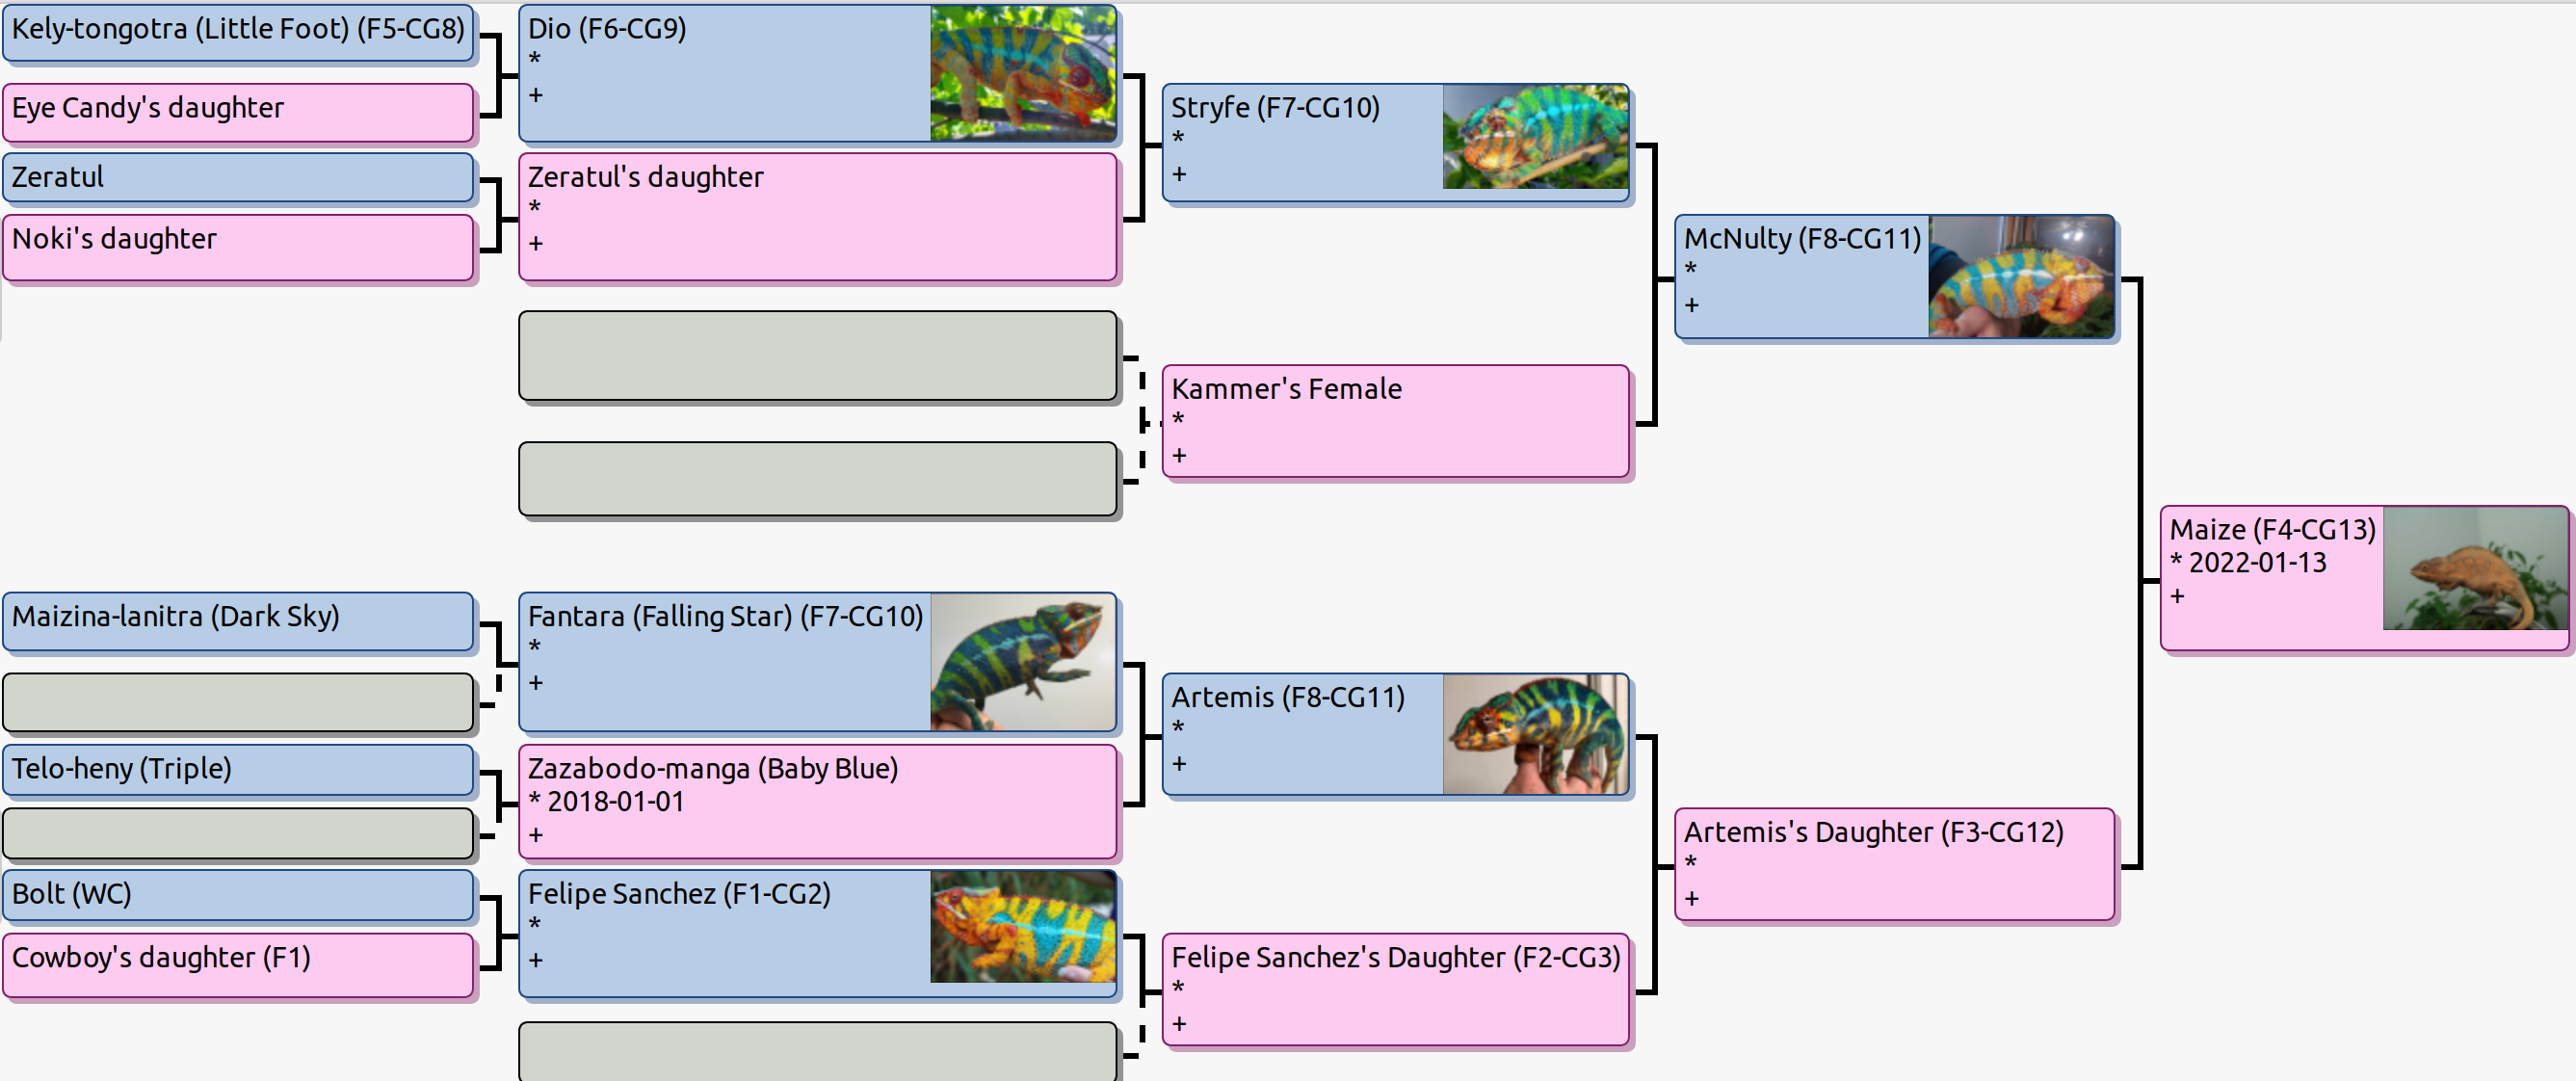 Kely-tongotra (Little Foot) (F5-CG8)
Eye Candy's daughter
Zeratul
Noki's daughter
Maizina-lanitra (Dark Sky)
Telo-heny (Triple)
Bolt (WC)
Cowboy's daughter (F1)
Dio (F6-CG9)
*
+
Zeratul's daughter
*
+
Fantara (Falling Star) (F7-CG10)
*
+
Zazabodo-manga (Baby Blue)
* 2018-01-01
+
Felipe Sanchez (F1-CG2)
*
+
Stryfe (F7-CG10)
*
+
Kammer's Female
*
+
Artemis (F8-CG11)
*
+
Felipe Sanchez's Daughter (F2-CG3)
*
+
McNulty (F8-CG11)
*
+
Artemis's Daughter (F3-CG12)
*
+
Maize (F4-CG13)
* 2022-01-13
+